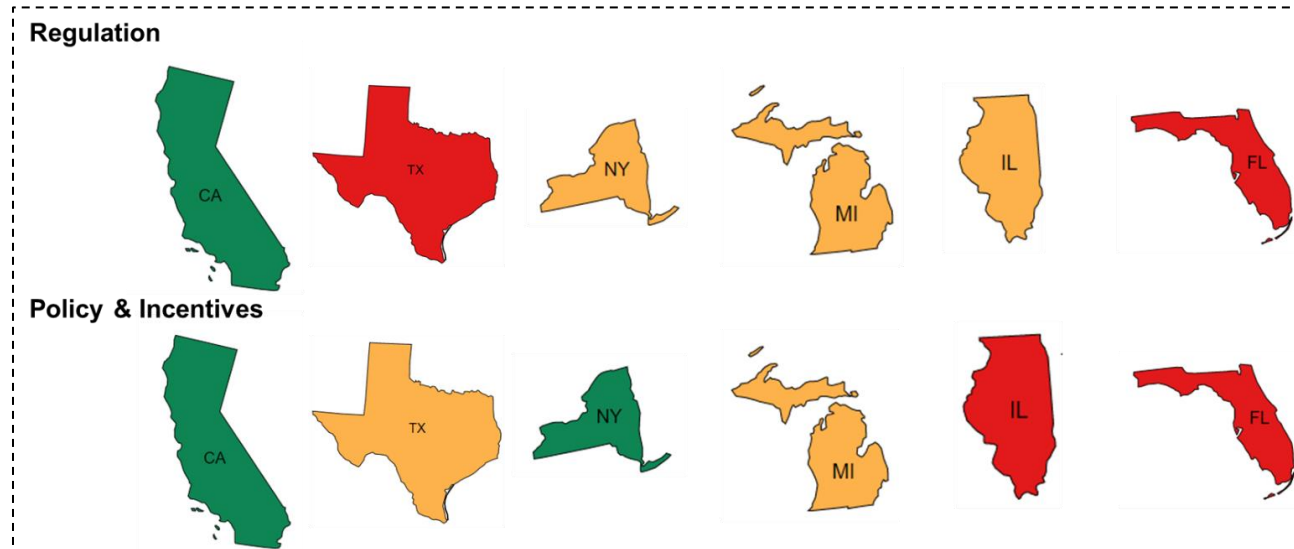 Regulation
CA
TX
NY
MI
IL
FL
Policy & Incentives
CA
TX
NY
MI
IL
FL